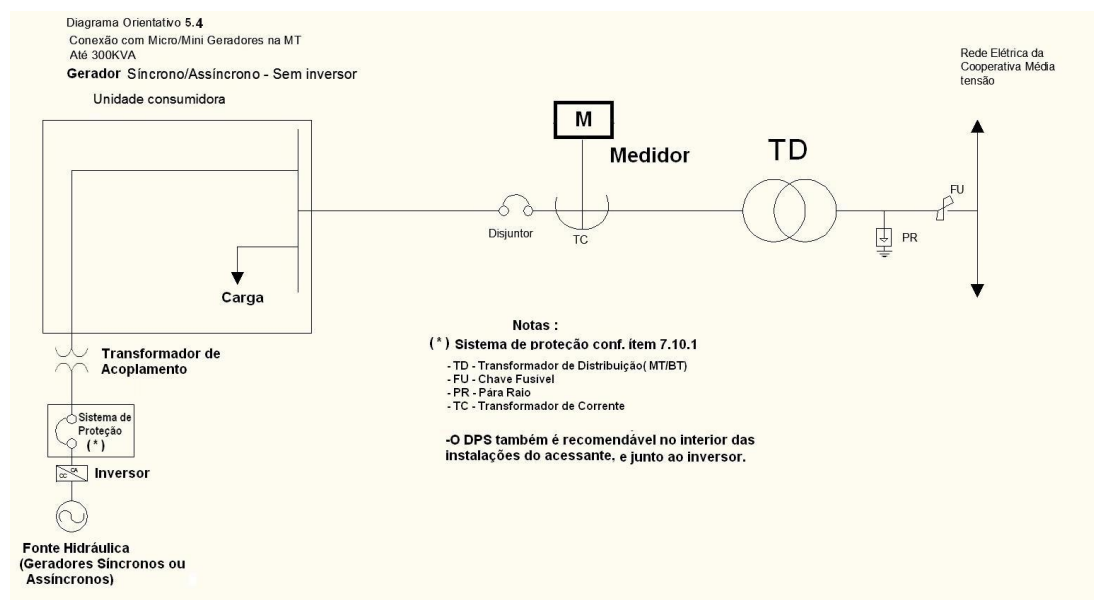 Diagrama Orientativo 5.4
Conexão com Micro/Mini Geradores na MT
Até 300KVA
Gerador Síncrono/Assíncrono - Sem inversor
Unidade consumidora
Rede Elétrica da
Cooperativa Média
tensão
M
Medidor
TD
FU
Disjuntor
TC
PR
Carga
Transformador de
Acoplamento
Sistema de
Proteção
(*)
CC CA
Inversor
Fonte Hidráulica
(Geradores Síncronos ou
Assíncronos)
Notas :
(*) Sistema de proteção conf. ítem 7.10.1
- TD - Transformador de Distribuição( MT/BT)
- FU - Chave Fusível
- PR - Pára Raio
- TC - Transformador de Corrente
-O DPS também é recomendável no interior das
instalações do acessante, e junto ao inversor.